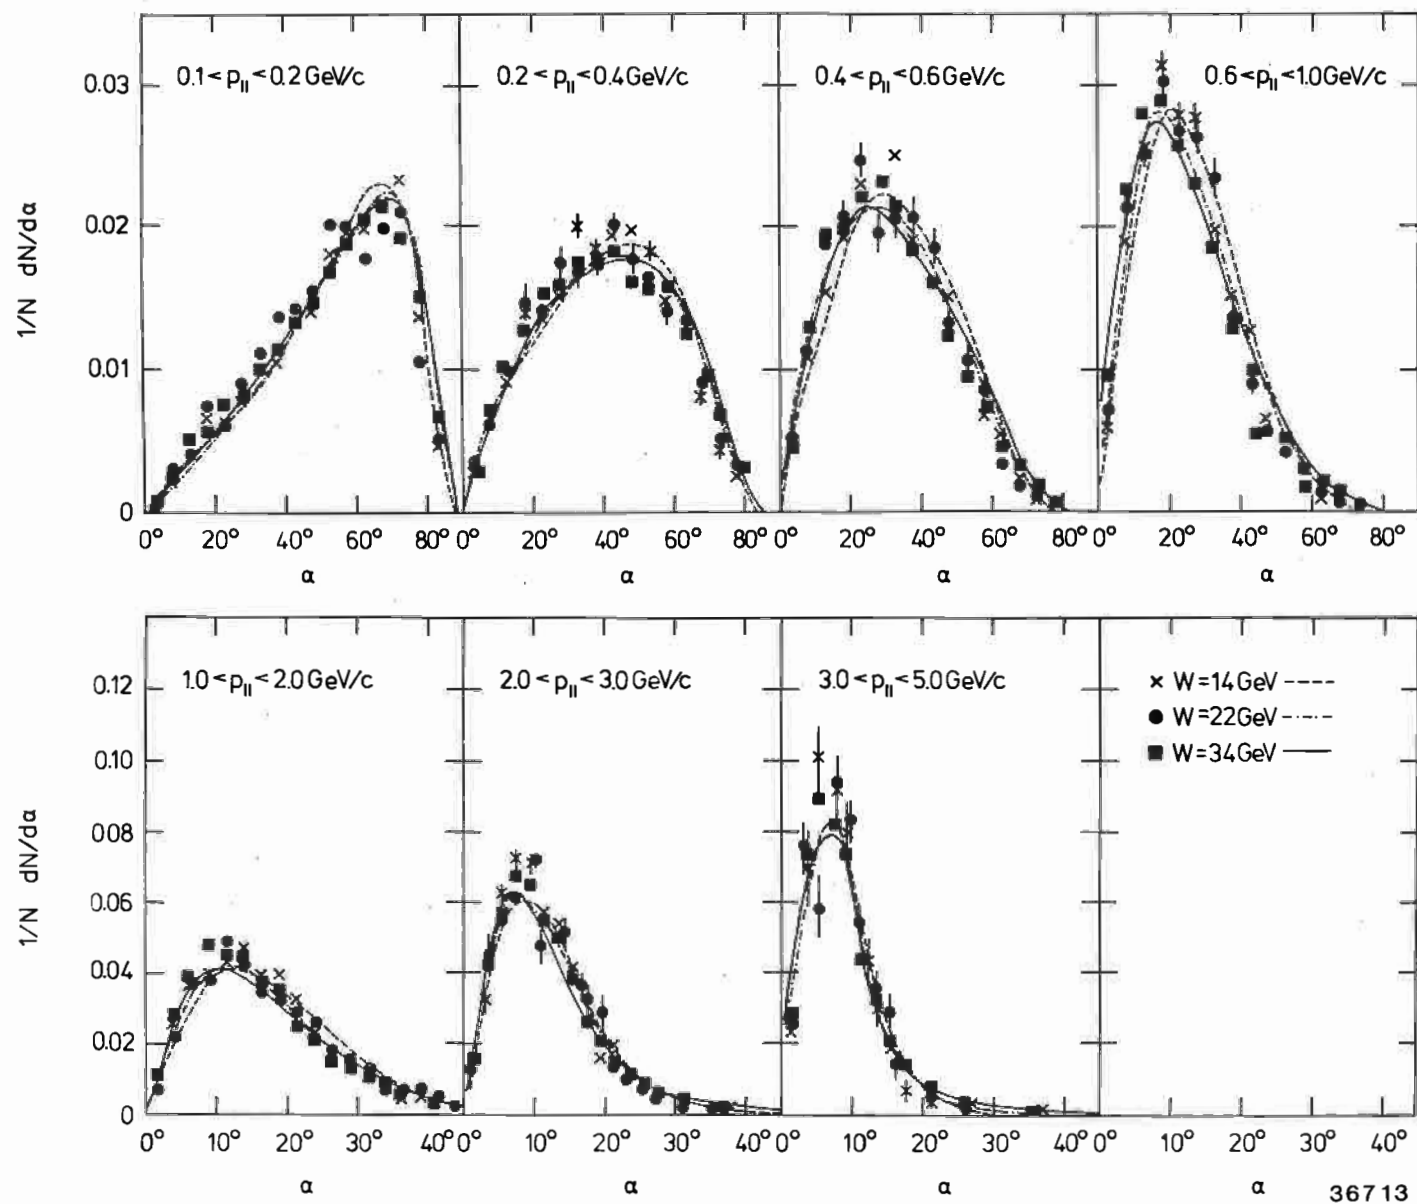 0.1 < p|| < 0.2 GeV/c
0.2 < p|| < 0.4 GeV/c
0.4 < p|| < 0.6 GeV/c
0.6 < p|| < 1.0 GeV/c
0.03
0.02
0.01
0
1/N dN/dα
0° 20° 40° 60° 80°
0° 20° 40° 60° 80°
0° 20° 40° 60° 80°
0° 20° 40° 60° 80°
α α α α
1.0 < p|| < 2.0 GeV/c
2.0 < p|| < 3.0 GeV/c
3.0 < p|| < 5.0 GeV/c
× W = 14 GeV
● W = 22 GeV
■ W = 34 GeV
0.12
0.10
0.08
0.06
0.04
0.02
0
1/N dN/dα
0° 10° 20° 30° 40°
0° 10° 20° 30° 40°
0° 10° 20° 30° 40°
0° 10° 20° 30° 40°
α α α α
36713